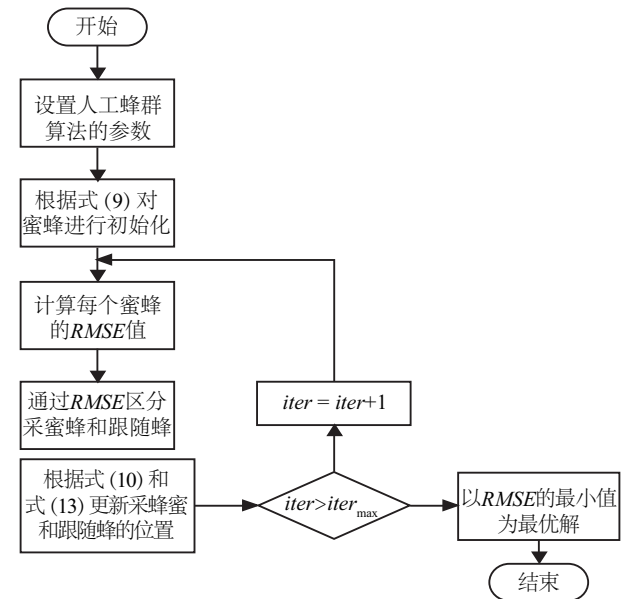 开始
设置人工蜂群
算法的参数
根据式 (9) 对
蜜蜂进行初始化
计算每个蜜蜂
的RMSE值
通过RMSE区分
采蜜蜂和跟随蜂
根据式 (10) 和
式 (13) 更新采蜂蜜
和跟随蜂的位置
iter = iter+1
iter>iter_max
以RMSE的最小值
为最优解
结束